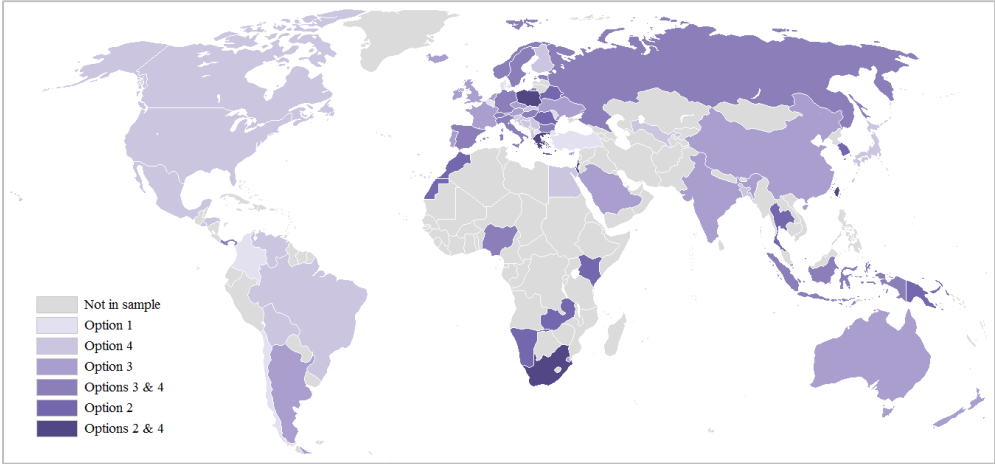 Not in sample
Option 1
Option 4
Option 3
Options 3 & 4
Option 2
Options 2 & 4